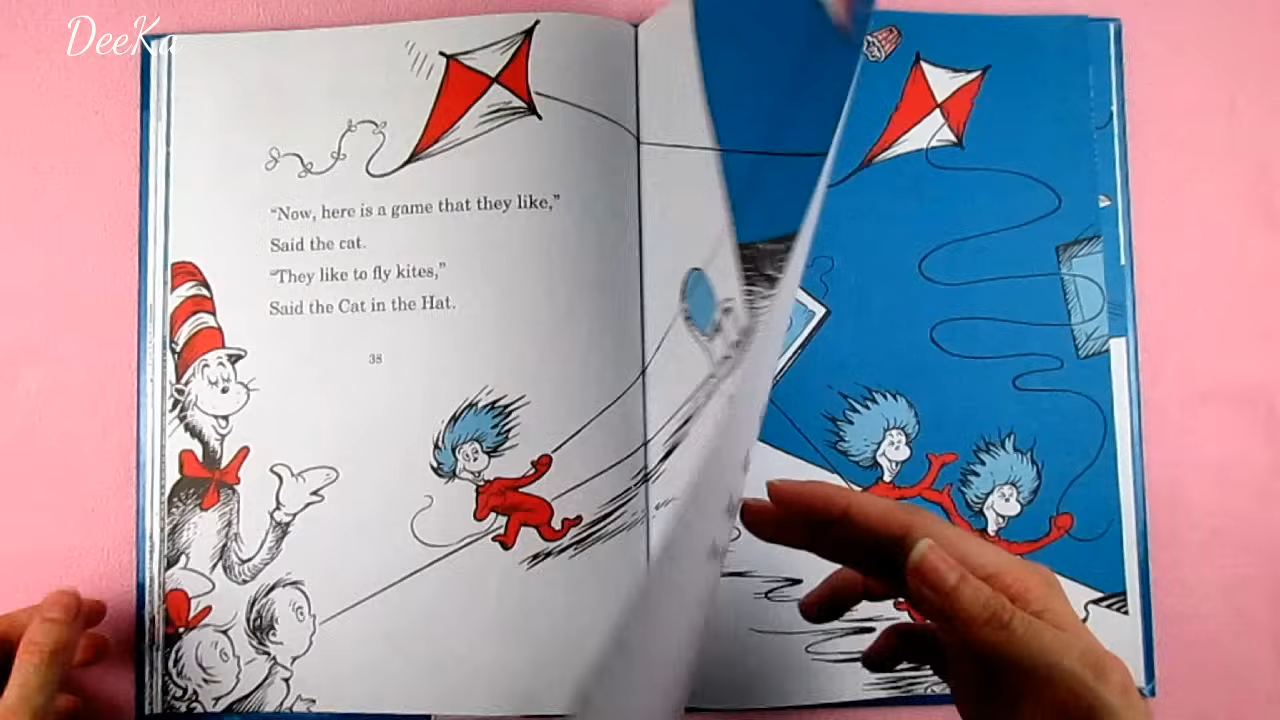 DeeKa
“Now, here is a game that they like,”
Said the cat.
“They like to fly kites,”
Said the Cat in the Hat.
38